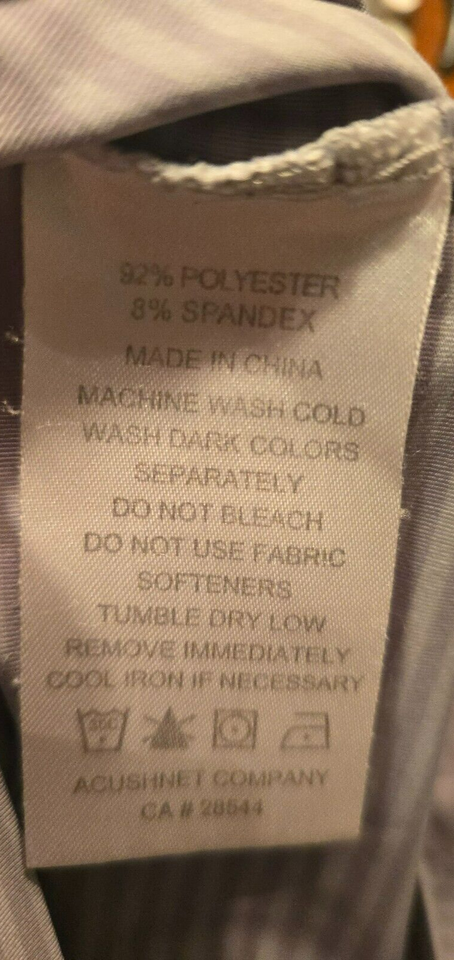 92% POLYESTER
8% SPANDEX
MADE IN CHINA
MACHINE WASH COLD
WASH DARK COLORS
SEPARATELY
DO NOT BLEACH
DO NOT USE FABRIC
SOFTENERS
TUMBLE DRY LOW
REMOVE IMMEDIATELY
COOL IRON IF NECESSARY
ACUSHNET COMPANY
CA # 28544